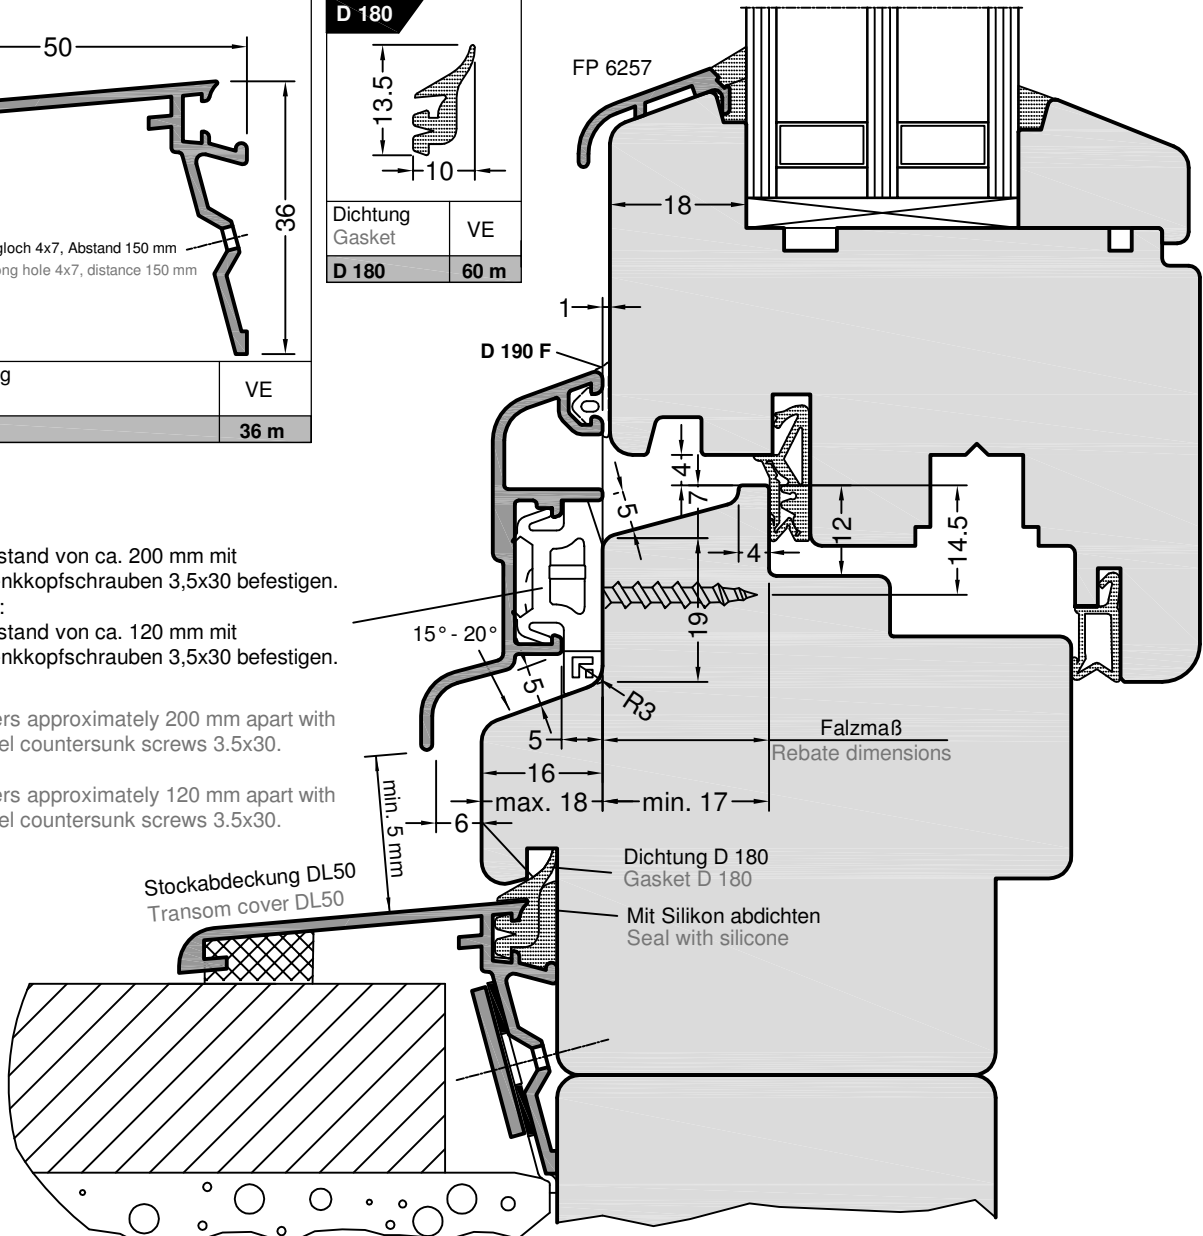 50
36
gloch 4x7, Abstand 150 mm
ong hole 4x7, distance 150 mm
g
VE
36 m
D 180
13.5
10
Dichtung
Gasket
VE
D 180
60 m
FP 6257
18
1
D 190 F
4
7
5
4
12
14.5
19
stand von ca. 200 mm mit
nkkopfschrauben 3,5x30 befestigen.
:
stand von ca. 120 mm mit
nkkopfschrauben 3,5x30 befestigen.
ers approximately 200 mm apart with
el countersunk screws 3.5x30.
ers approximately 120 mm apart with
el countersunk screws 3.5x30.
15° - 20°
5
R3
5
16
max. 18
min. 17
6
Falzmaß
Rebate dimensions
min. 5 mm
Stockabdeckung DL50
Transom cover DL50
Dichtung D 180
Gasket D 180
Mit Silikon abdichten
Seal with silicone